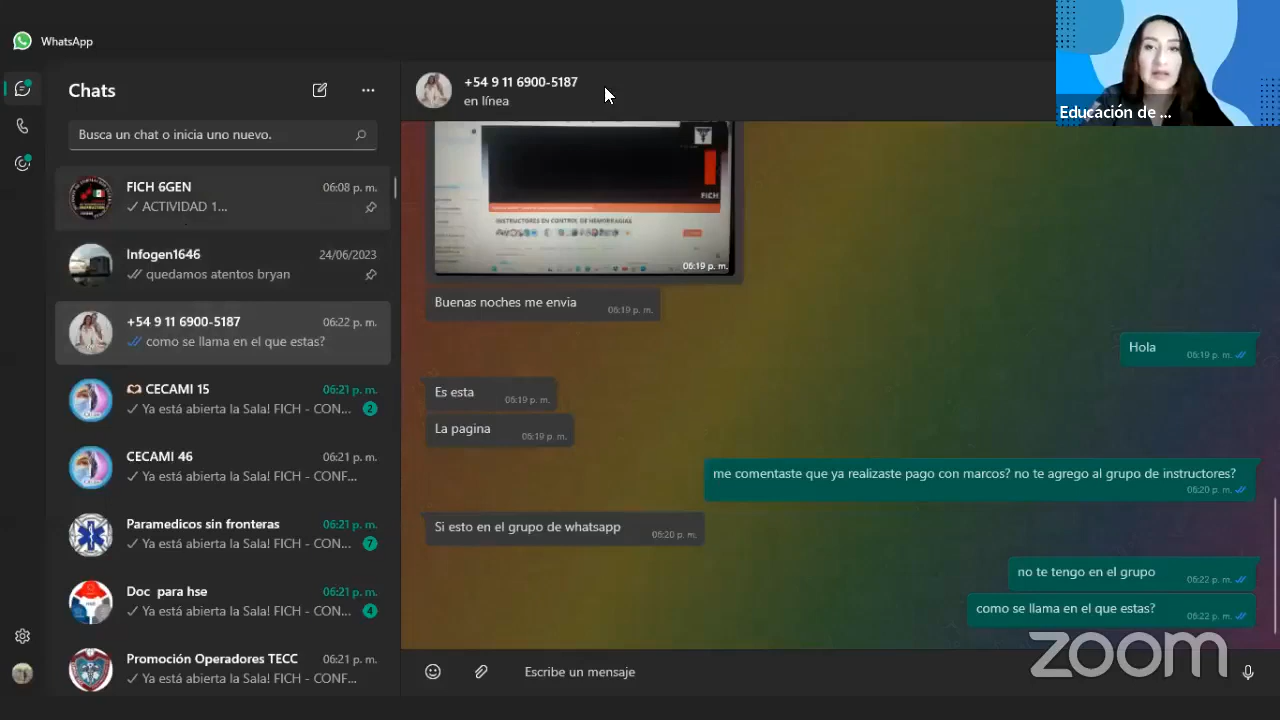 WhatsApp
Chats
Busca un chat o inicia uno nuevo.
FICH 6GEN
06:08 p. m.
ACTIVIDAD 1...
Infogen1646
24/06/2023
quedamos atentos bryan
+54 9 11 6900-5187
06:22 p. m.
como se llama en el que estas?
CECAMI 15
06:21 p. m.
Ya está abierta la Sala! FICH - CON...
2
CECAMI 46
06:21 p. m.
Ya está abierta la Sala! FICH - CONF...
Paramedicos sin fronteras
06:21 p. m.
Ya está abierta la Sala! FICH - CON...
7
Doc para hse
06:21 p. m.
Ya está abierta la Sala! FICH - CON...
4
Promoción Operadores TECC
06:21 p. m.
Ya está abierta la Sala! FICH - CONF...
+54 9 11 6900-5187
en línea
FICH
INSTRUCTORES EN CONTROL DE HEMORRAGIAS
06:19 p. m.
Buenas noches me envia
06:19 p. m.
Hola
06:19 p. m.
Es esta
06:19 p. m.
La pagina
06:19 p. m.
me comentaste que ya realizaste pago con marcos? no te agrego al grupo de instructores?
06:20 p. m.
Si esto en el grupo de whatsapp
06:20 p. m.
no te tengo en el grupo
06:22 p. m.
como se llama en el que estas?
06:22 p. m.
Escribe un mensaje
Educación de ...
zoom